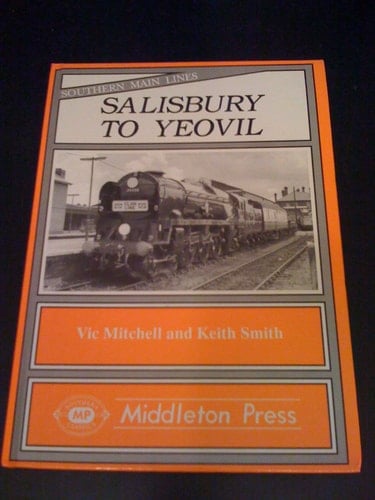 SOUTHERN MAIN LINES
SALISBURY
TO YEOVIL
Vic Mitchell and Keith Smith
MP
Middleton Press